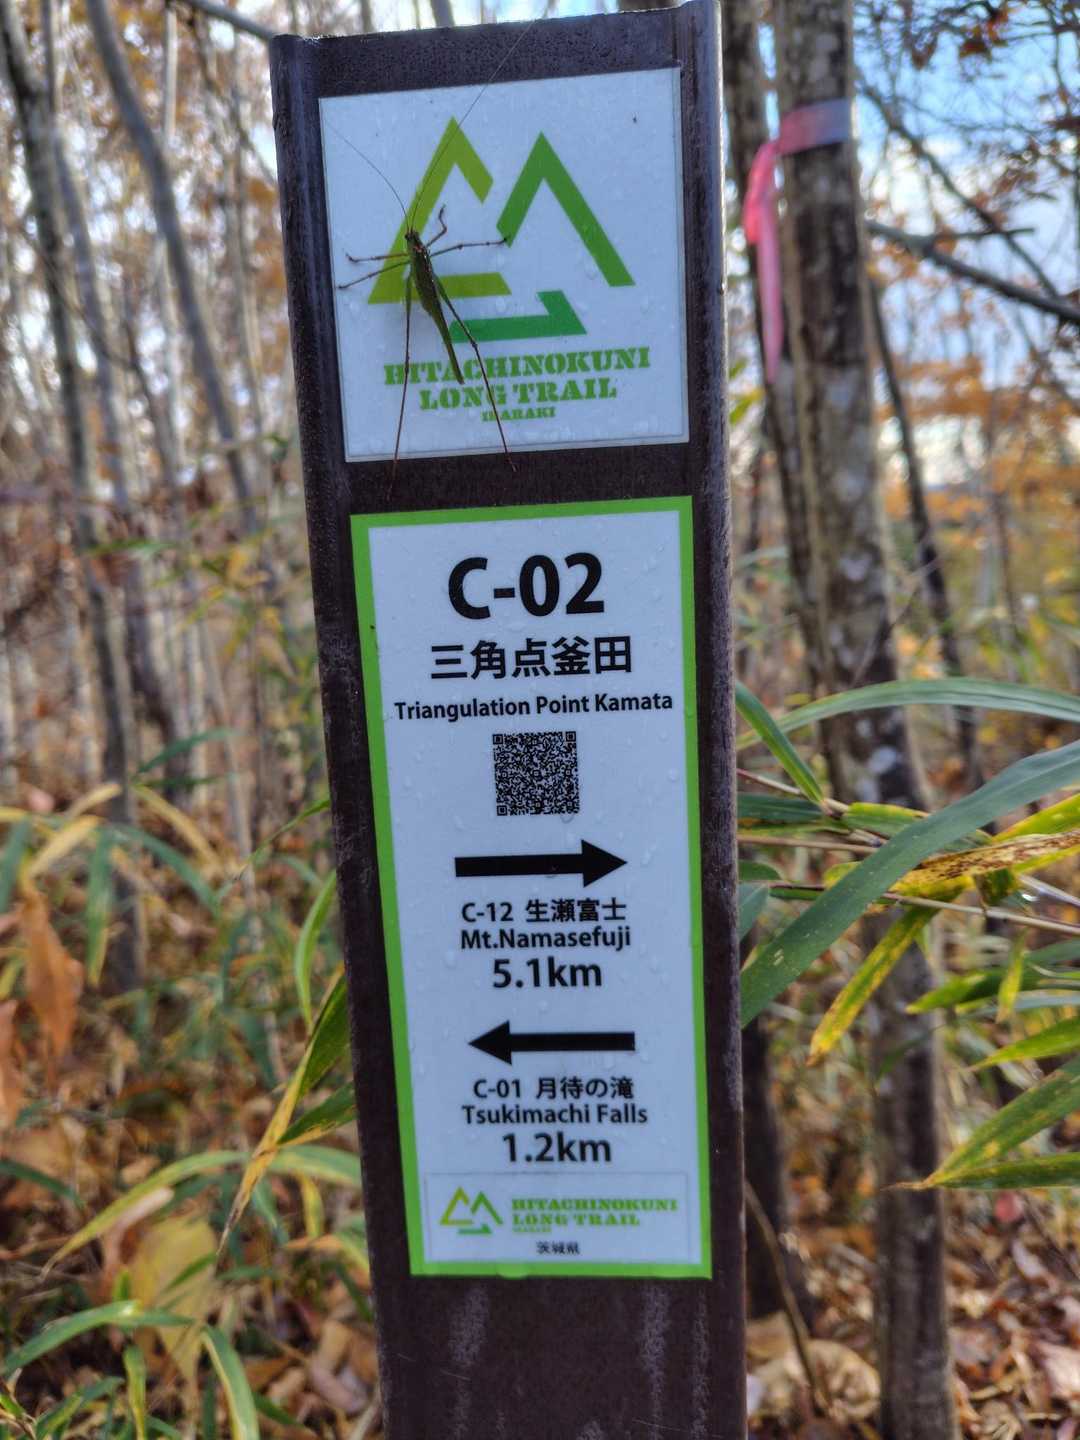 HITACHINOKUNI
LONG TRAIL
IBARAKI
C-02
三角点釜田
Triangulation Point Kamata
C-12 生瀬富士
Mt.Namasefuji
5.1km
C-01 月待の滝
Tsukimachi Falls
1.2km
HITACHINOKUNI
LONG TRAIL
IBARAKI
茨城県